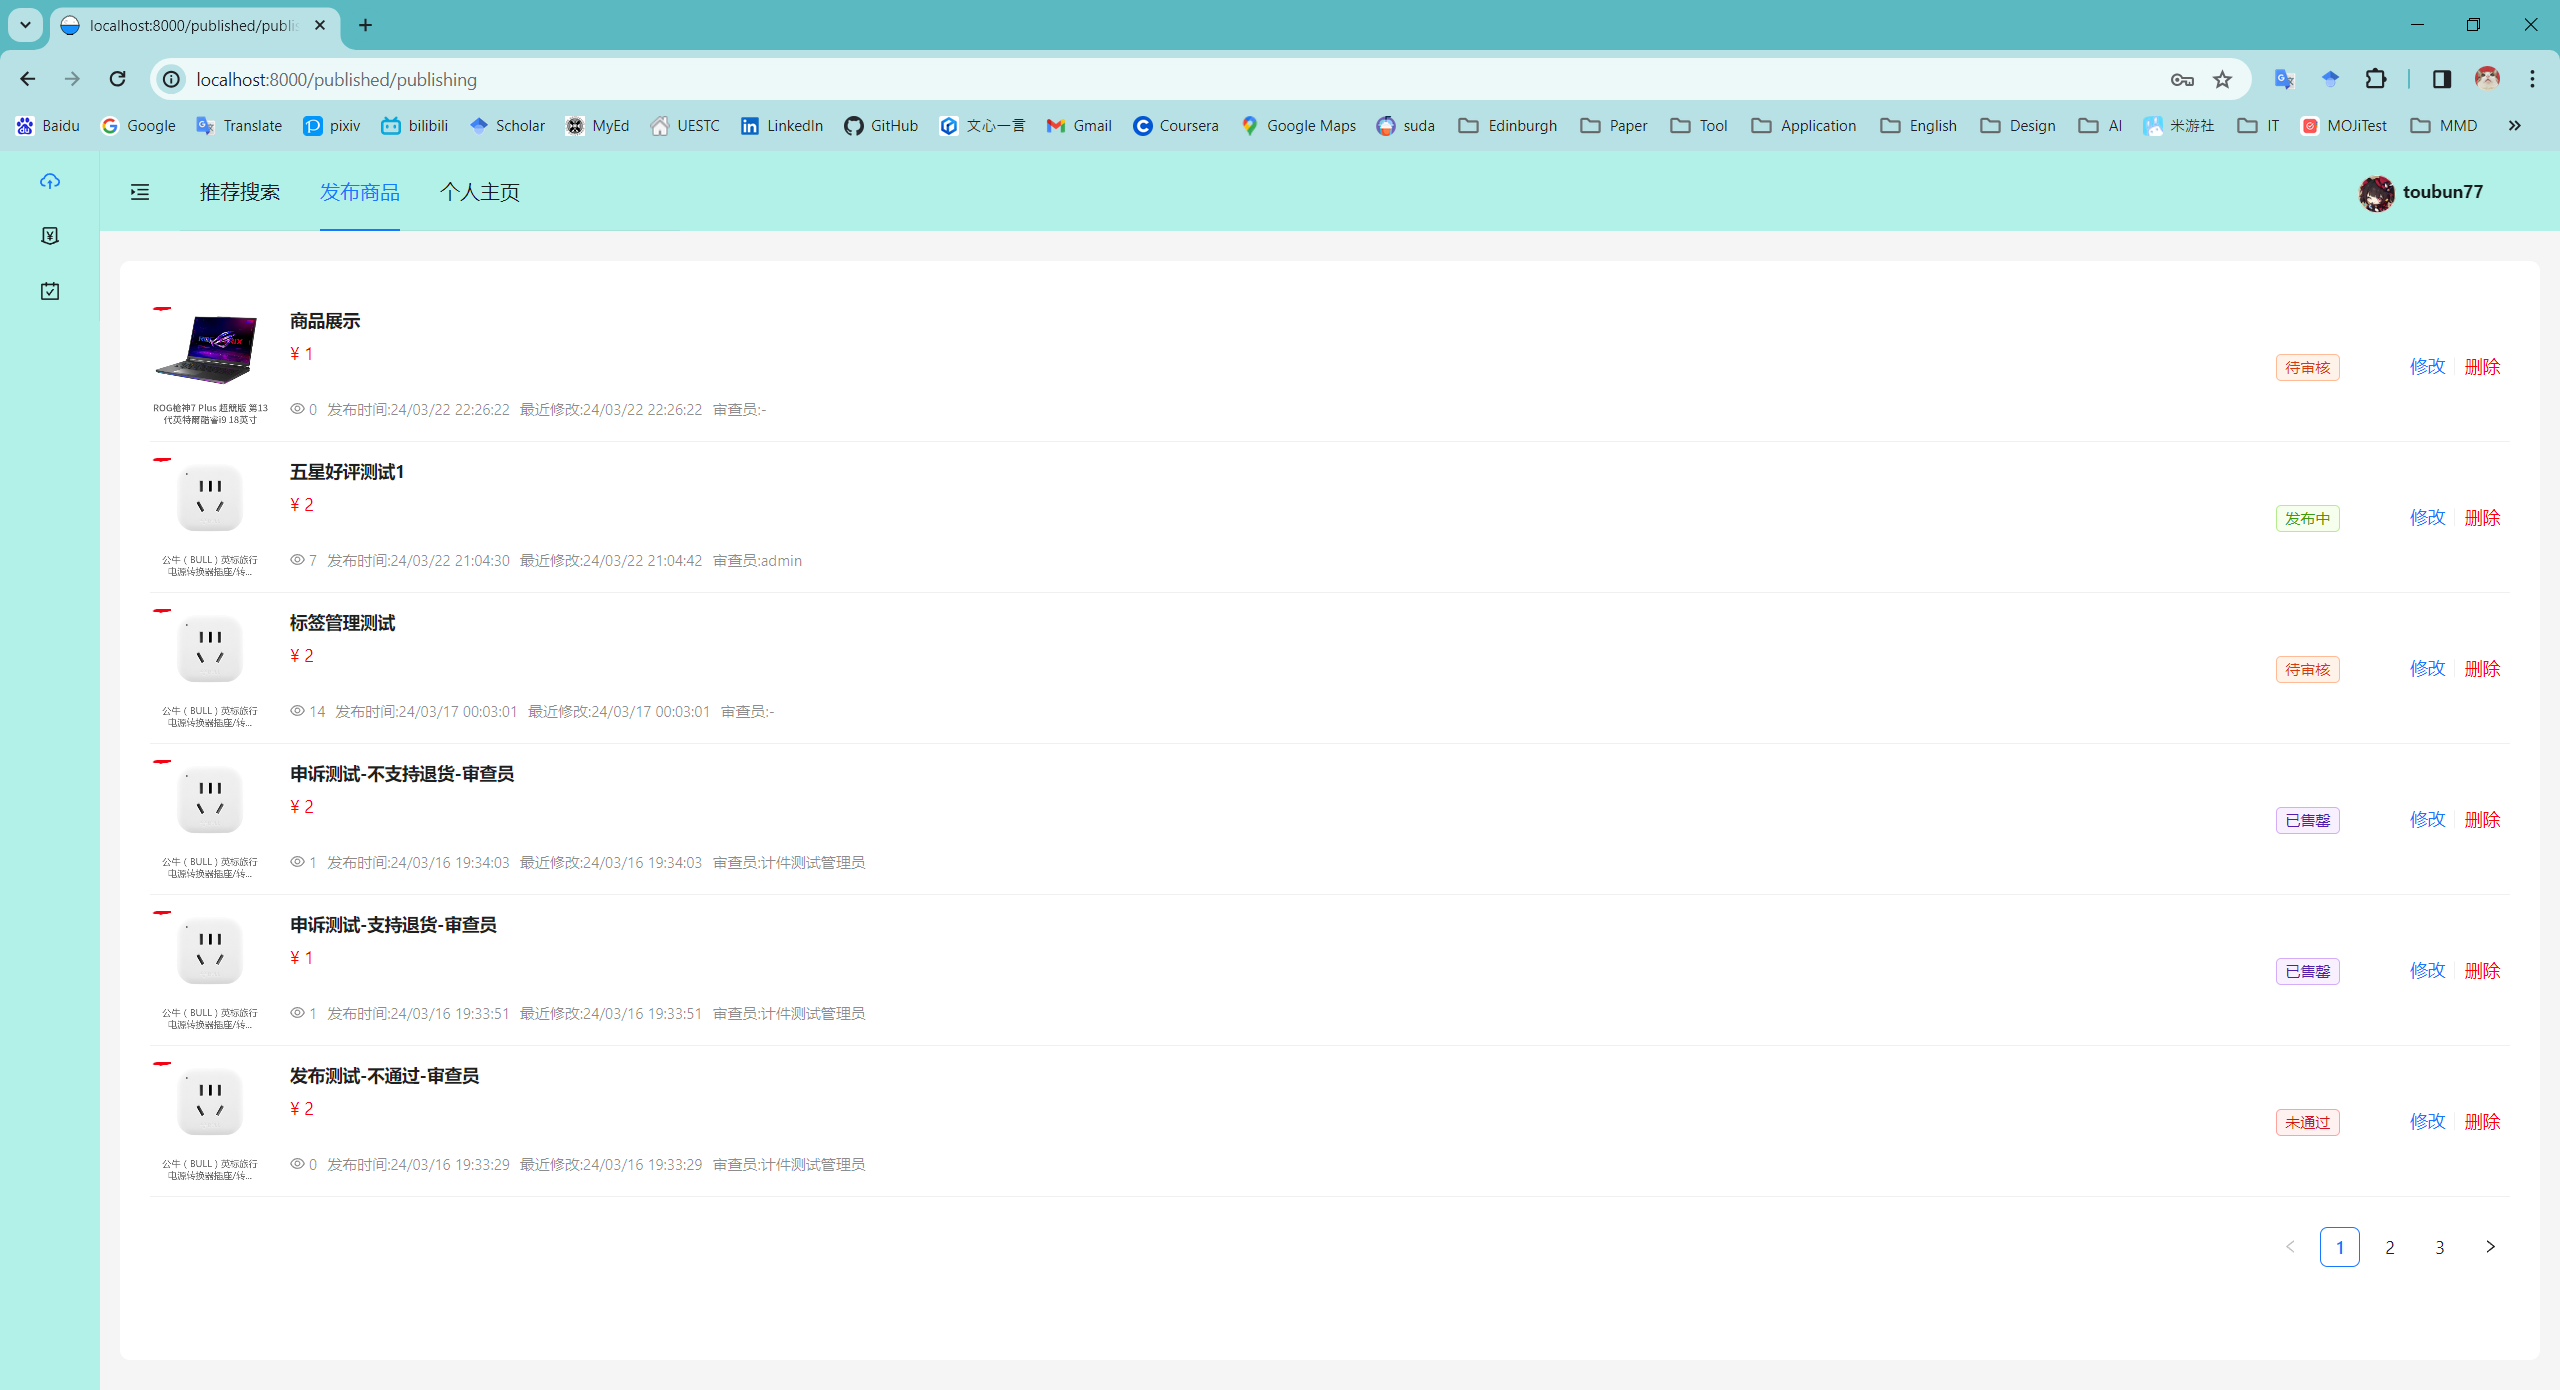 localhost:8000/published/publis
localhost:8000/published/publishing
Baidu Google Translate pixiv bilibili Scholar MyEd UESTC LinkedIn GitHub 文心一言 Gmail Coursera Google Maps suda Edinburgh Paper Tool Application English Design AI 米游社 IT MOJiTest MMD
推荐搜索 发布商品 个人主页 toubun77
商品展示
¥ 1
待审核 修改 删除
ROG枪神7 Plus 超竞版 第13
代英特尔酷睿i9 18英寸
0 发布时间:24/03/22 22:26:22 最近修改:24/03/22 22:26:22 审查员:-
五星好评测试1
¥ 2
发布中 修改 删除
公牛（BULL）英标旅行
电源转换器插座/转...
7 发布时间:24/03/22 21:04:30 最近修改:24/03/22 21:04:42 审查员:admin
标签管理测试
¥ 2
待审核 修改 删除
公牛（BULL）英标旅行
电源转换器插座/转...
14 发布时间:24/03/17 00:03:01 最近修改:24/03/17 00:03:01 审查员:-
申诉测试-不支持退货-审查员
¥ 2
已售罄 修改 删除
公牛（BULL）英标旅行
电源转换器插座/转...
1 发布时间:24/03/16 19:34:03 最近修改:24/03/16 19:34:03 审查员:计件测试管理员
申诉测试-支持退货-审查员
¥ 1
已售罄 修改 删除
公牛（BULL）英标旅行
电源转换器插座/转...
1 发布时间:24/03/16 19:33:51 最近修改:24/03/16 19:33:51 审查员:计件测试管理员
发布测试-不通过-审查员
¥ 2
未通过 修改 删除
公牛（BULL）英标旅行
电源转换器插座/转...
0 发布时间:24/03/16 19:33:29 最近修改:24/03/16 19:33:29 审查员:计件测试管理员
1 2 3